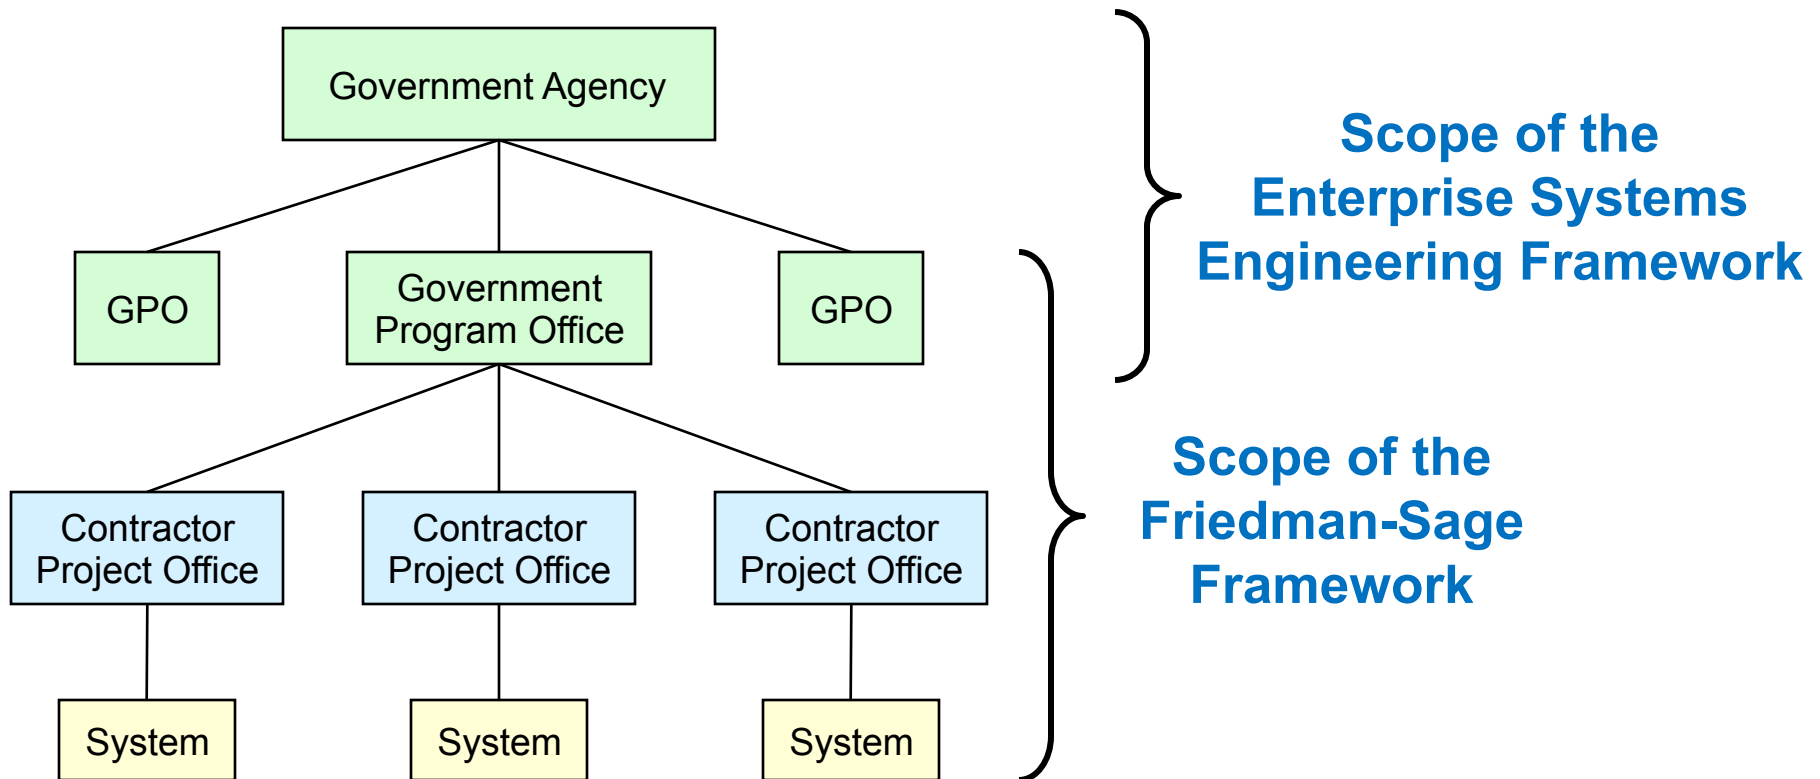 Government Agency
Scope of the
Enterprise Systems
Engineering Framework
GPO
Government
Program Office
GPO
Scope of the
Friedman-Sage
Framework
Contractor
Project Office
Contractor
Project Office
Contractor
Project Office
System
System
System